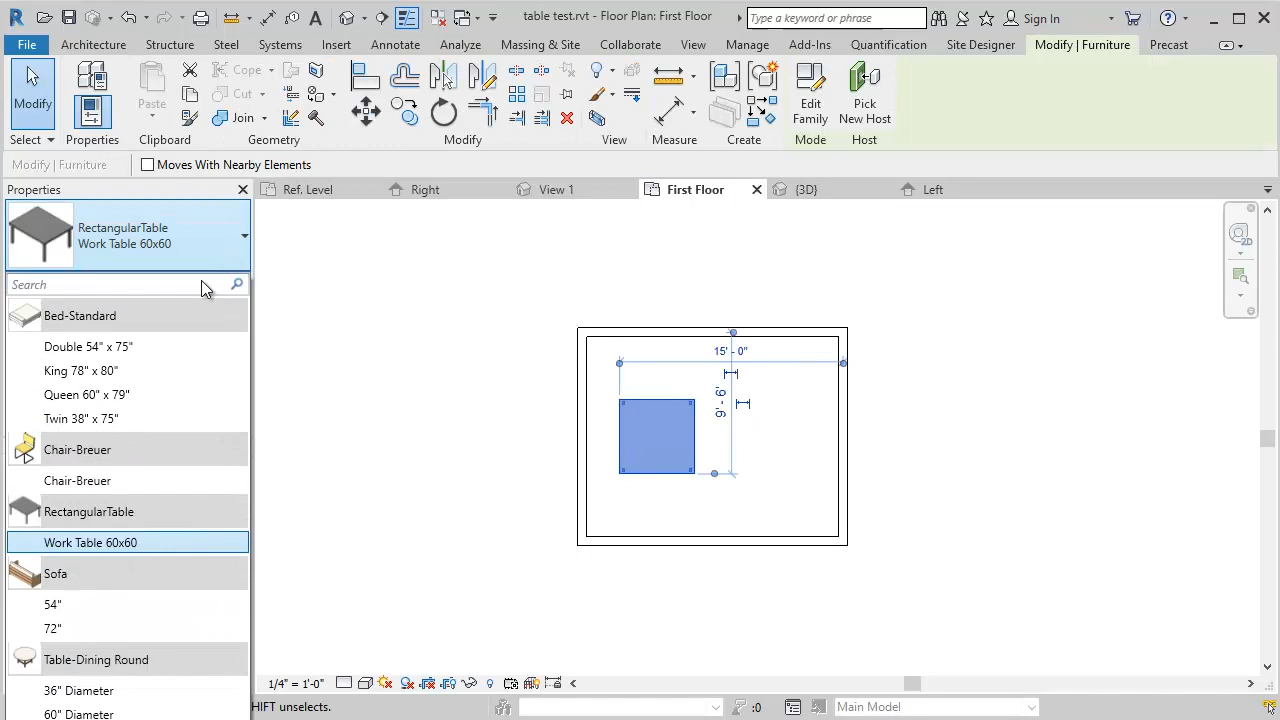 table test.rvt - Floor Plan: First Floor
Type a keyword or phrase
Sign In
File Architecture Structure Steel Systems Insert Annotate Analyze Massing & Site Collaborate View Manage Add-Ins Quantification Site Designer Modify | Furniture Precast
Modify
Paste
Cope
Cut
Join
Edit Family
Pick New Host
Select Properties Clipboard Geometry Modify View Measure Create Mode Host
Modify | Furniture
Moves With Nearby Elements
Properties
Ref. Level
Right
View 1
First Floor
{3D}
Left
RectangularTable
Work Table 60x60
Search
Bed-Standard
Double 54" x 75"
King 78" x 80"
Queen 60" x 79"
Twin 38" x 75"
Chair-Breuer
Chair-Breuer
RectangularTable
Work Table 60x60
Sofa
54"
72"
Table-Dining Round
36" Diameter
60" Diameter
15' - 0"
9' - 6"
2D
1/4" = 1'-0"
HIFT unselects.
:0
Main Model